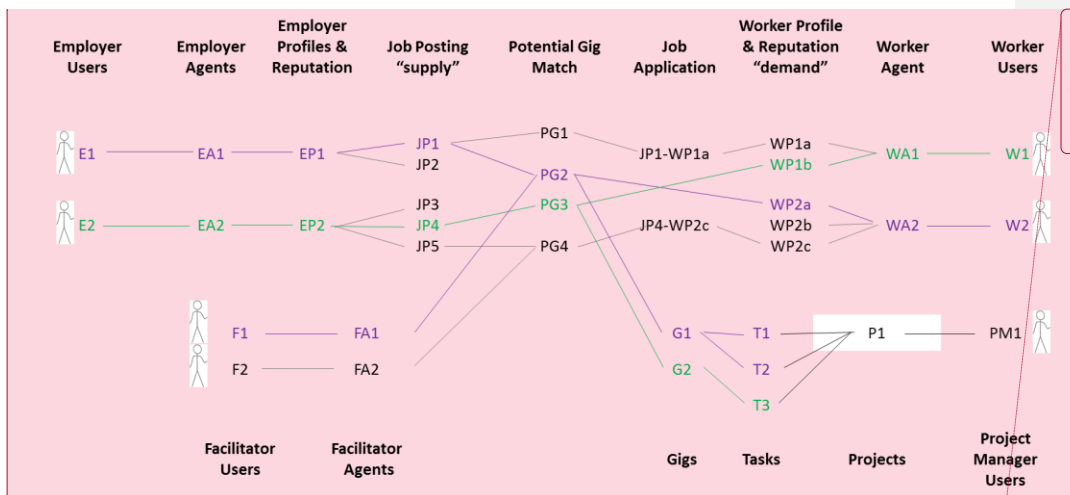 Employer Users
Employer Agents
Employer Profiles & Reputation
Job Posting “supply”
Potential Gig Match
Job Application
Worker Profile & Reputation “demand”
Worker Agent
Worker Users
E1
EA1
EP1
JP1
JP2
PG1
JP1-WP1a
WP1a
WP1b
WA1
W1
PG2
E2
EA2
EP2
JP3
JP4
JP5
PG3
PG4
JP4-WP2c
WP2a
WP2b
WP2c
WA2
W2
F1
FA1
G1
T1
P1
PM1
F2
FA2
G2
T2
T3
Facilitator Users
Facilitator Agents
Gigs
Tasks
Projects
Project Manager Users